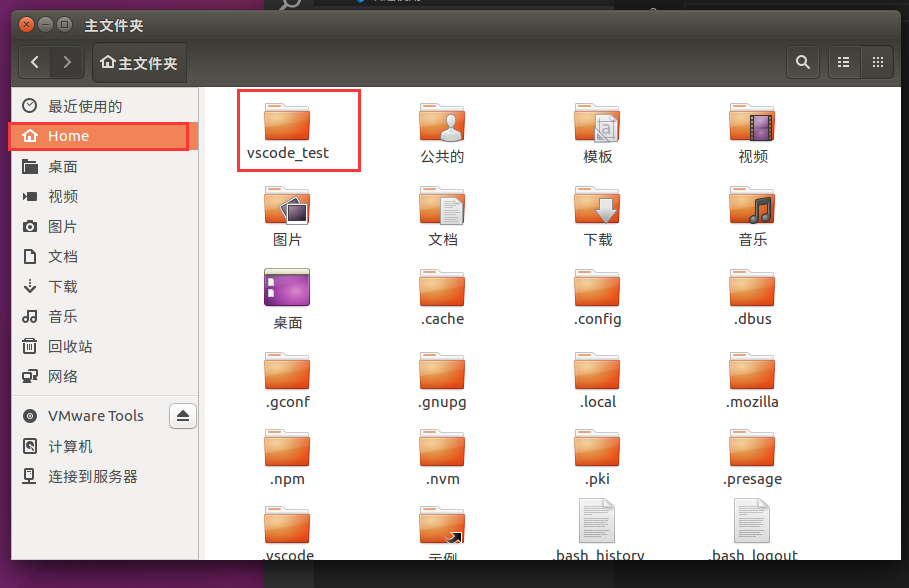 主文件夹
主文件夹
最近使用的
Home
桌面
视频
图片
文档
下载
音乐
回收站
网络
VMware Tools
计算机
连接到服务器
vscode_test
公共的
模板
视频
图片
文档
下载
音乐
桌面
.cache
.config
.dbus
.gconf
.gnupg
.local
.mozilla
.npm
.nvm
.pki
.presage
.vscode
示例
.bash_history
.bash_logout